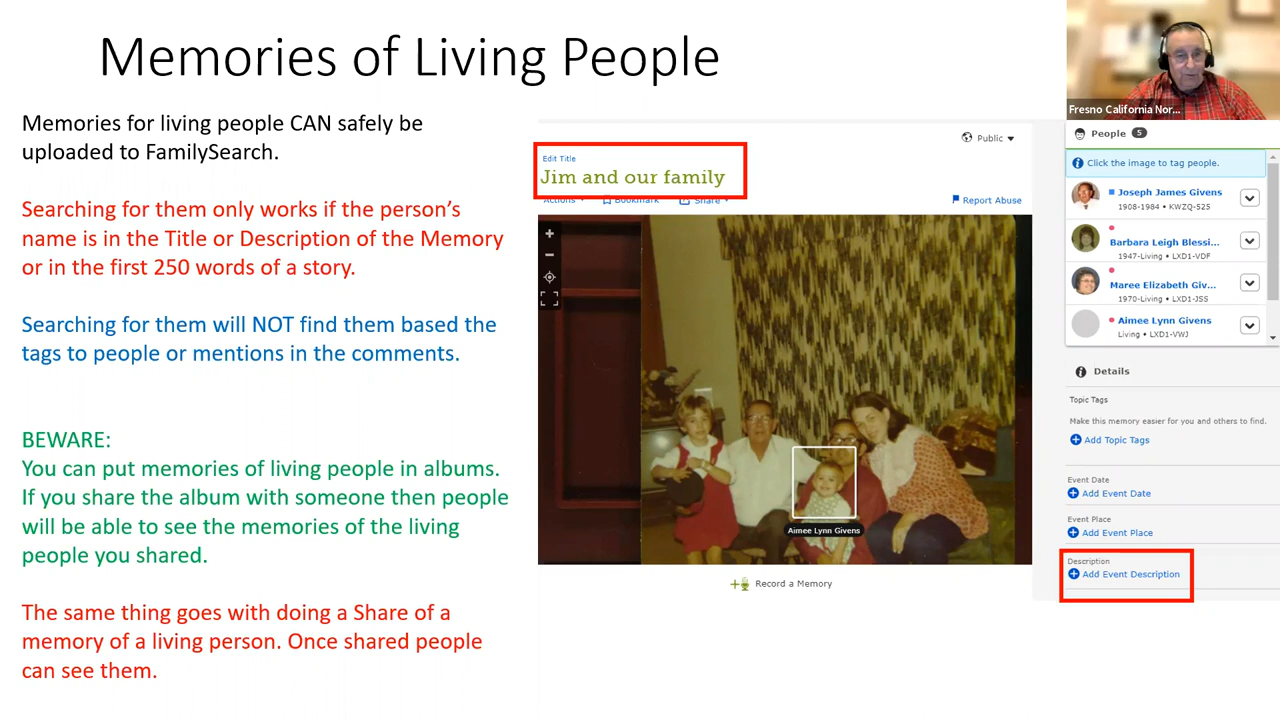 Memories of Living People
Memories for living people CAN safely be
uploaded to FamilySearch.
Searching for them only works if the person's
name is in the Title or Description of the Memory
or in the first 250 words of a story.
Searching for them will NOT find them based the
tags to people or mentions in the comments.
BEWARE:
You can put memories of living people in albums.
If you share the album with someone then people
will be able to see the memories of the living
people you shared.
The same thing goes with doing a Share of a
memory of a living person. Once shared people
can see them.
Public
Edit Title
Jim and our family
Actions
Bookmark
Share
Report Abuse
Aimee Lynn Givens
Record a Memory
Fresno California Nor...
People 5
Click the image to tag people.
Joseph James Givens
1908-1984 • KWZQ-525
Barbara Leigh Blessi...
1947-Living • LXD1-VDF
Maree Elizabeth Giv...
1970-Living • LXD1-JSS
Aimee Lynn Givens
Living • LXD1-VWJ
Details
Topic Tags
Make this memory easier for you and others to find.
Add Topic Tags
Event Date
Add Event Date
Event Place
Add Event Place
Description
Add Event Description